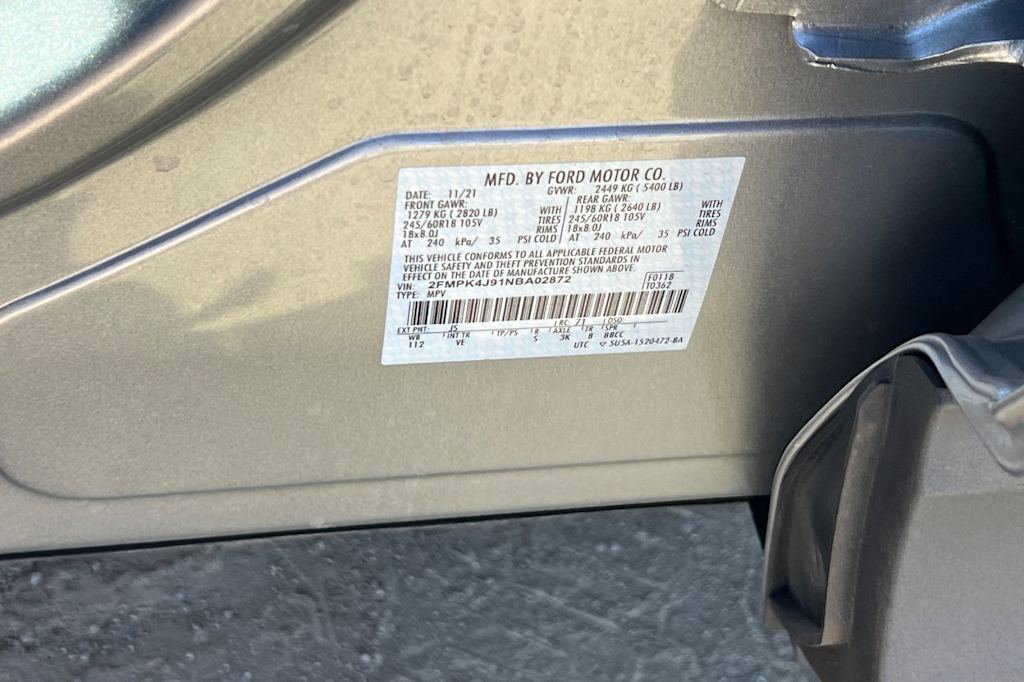 MFD. BY FORD MOTOR CO.
DATE: 11/21 GVWR: 2449 KG ( 5400 LB)
FRONT GAWR: REAR GAWR:
1279 KG ( 2820 LB) WITH 1198 KG ( 2640 LB) WITH
245/60R18 105V TIRES 245/60R18 105V TIRES
18x8.0J RIMS 18x8.0J RIMS
AT 240 kPa/ 35 PSI COLD AT 240 kPa/ 35 PSI COLD
THIS VEHICLE CONFORMS TO ALL APPLICABLE FEDERAL MOTOR
VEHICLE SAFETY AND THEFT PREVENTION STANDARDS IN
EFFECT ON THE DATE OF MANUFACTURE SHOWN ABOVE.
VIN: 2FMPK4J91NBA02872 F0118
TYPE: MPV T0362
EXT PNT: JS RC: 71 DSO:
WB INT TR TP/PS R AXLE TR SPR
112 VE S 3K 8 BBCC
UTC ▽ 5U5A-1520472-BA